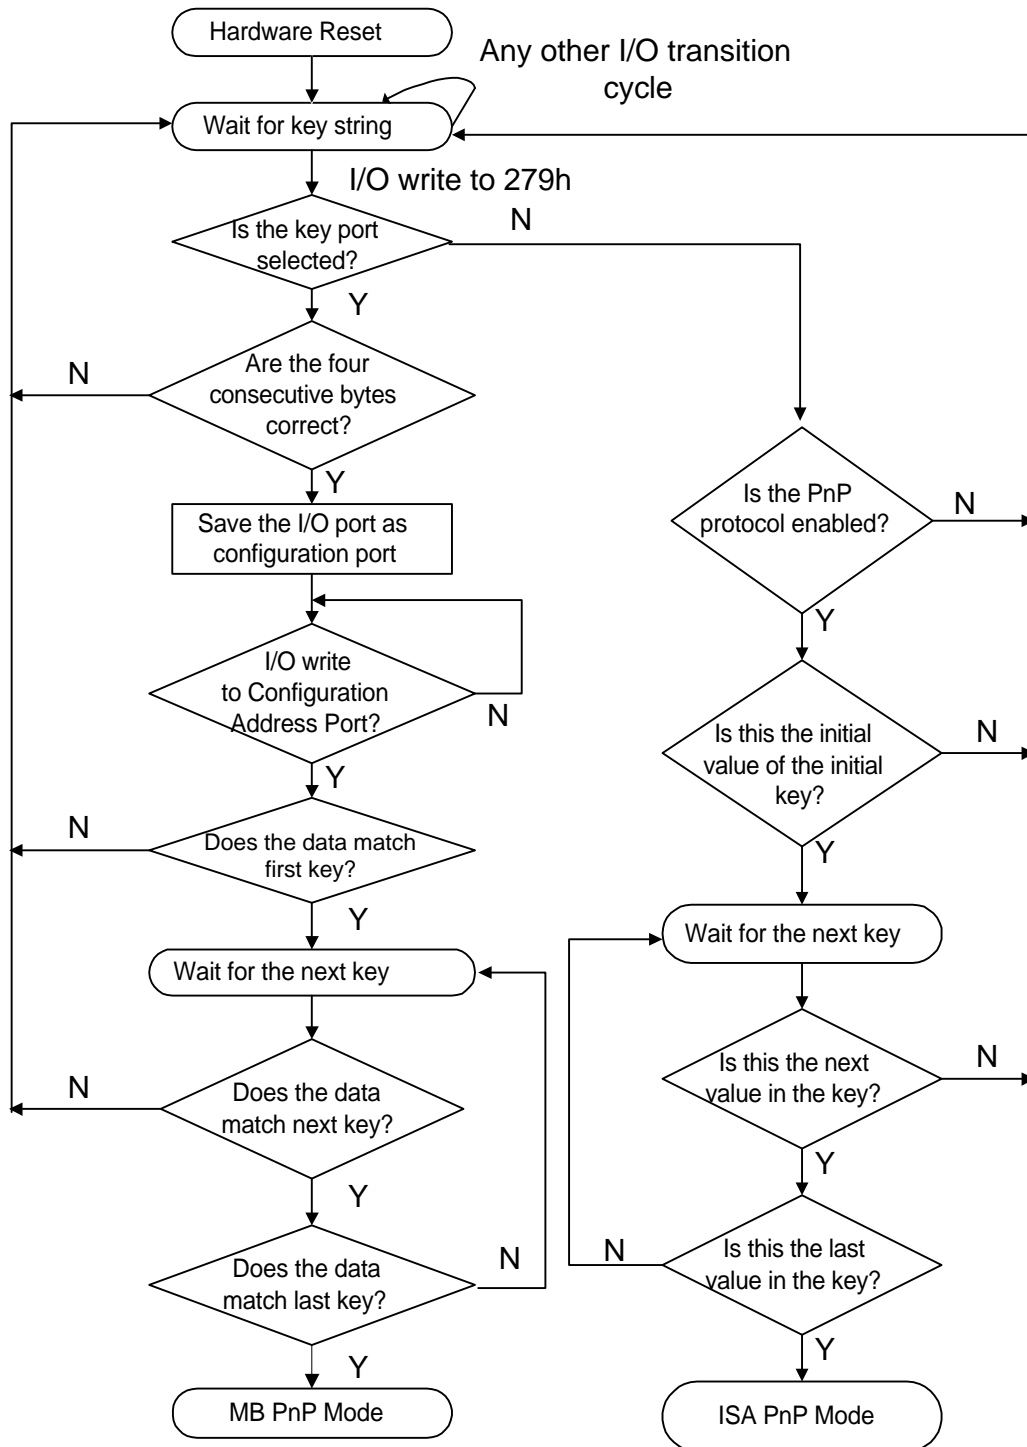 Hardware Reset
Any other I/O transition
cycle
Wait for key string
I/O write to 279h
Is the key port
selected?
N
Y
Are the four
consecutive bytes
correct?
N
Y
Save the I/O port as
configuration port
I/O write
to Configuration
Address Port?
N
Y
Does the data match
first key?
N
Y
Wait for the next key
Does the data
match next key?
N
Y
Does the data
match last key?
N
Y
MB PnP Mode
Is the PnP
protocol enabled?
N
Y
Is this the initial
value of the initial
key?
N
Y
Wait for the next key
Is this the next
value in the key?
N
Y
Is this the last
value in the key?
N
Y
ISA PnP Mode